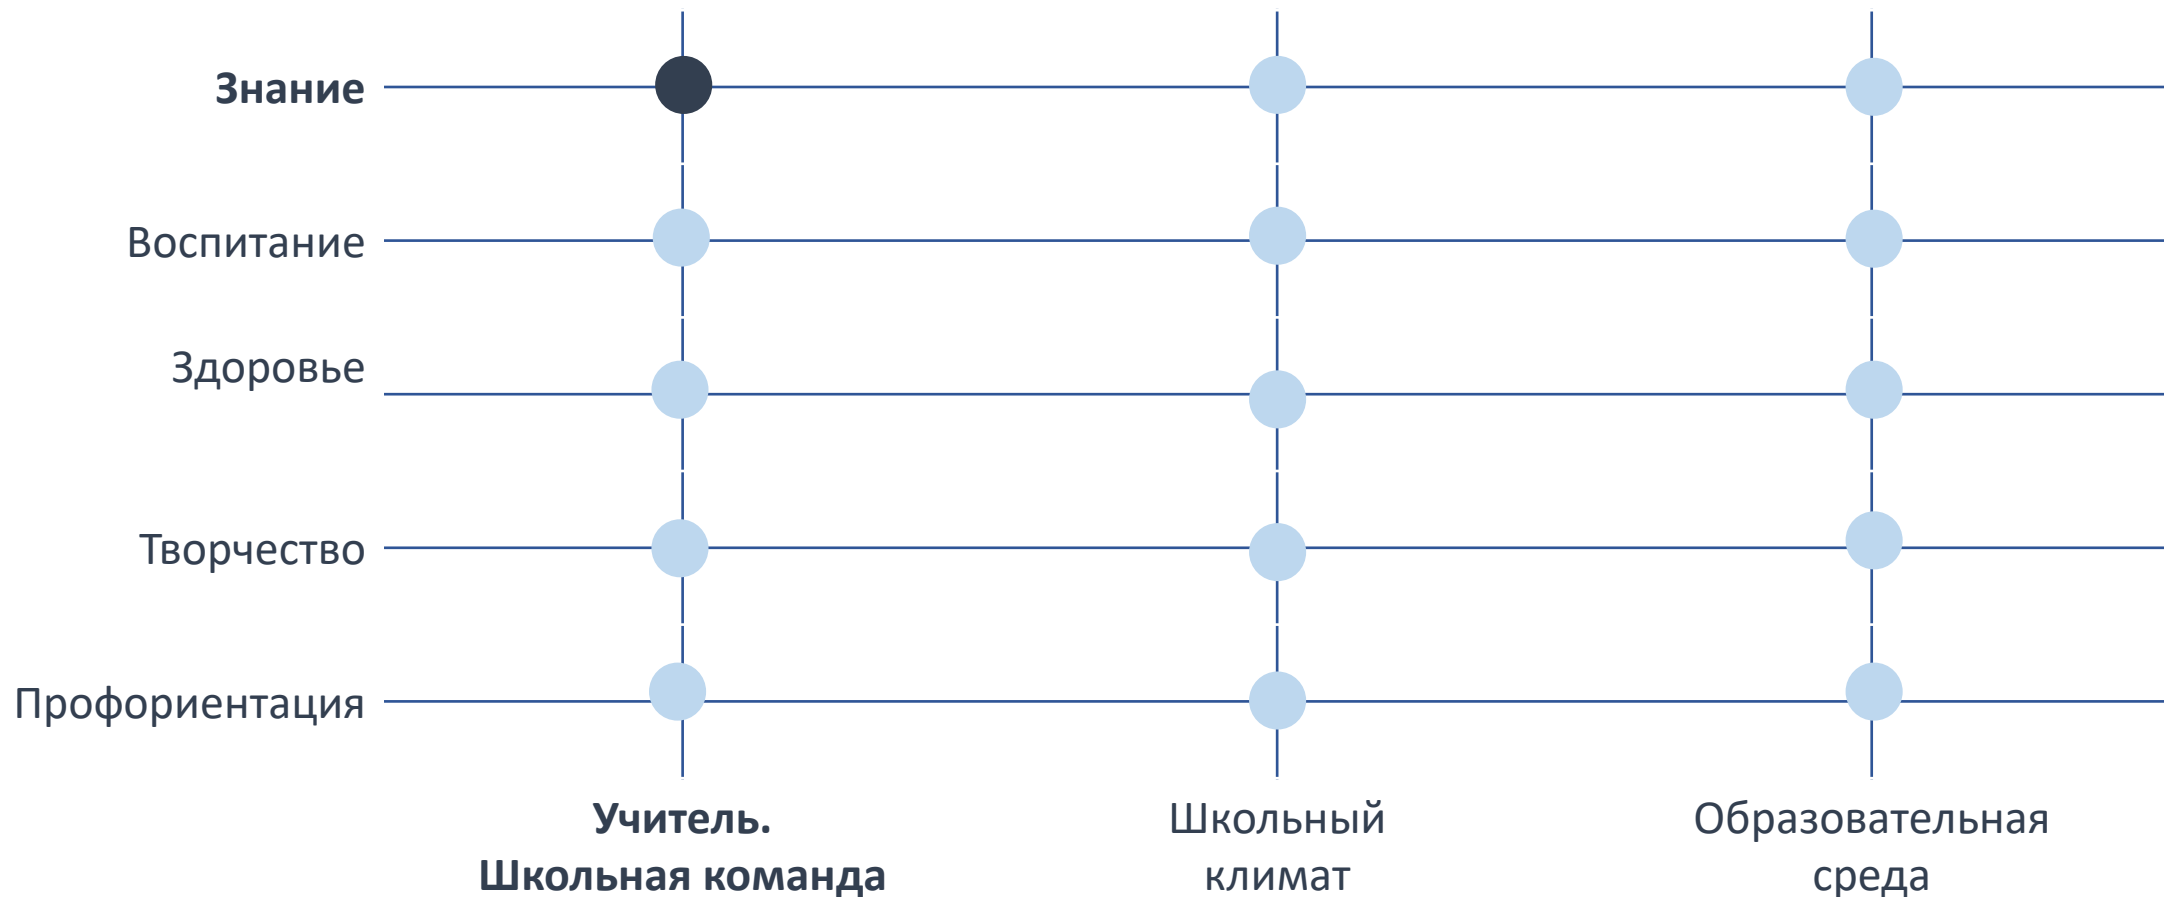 Знание
Воспитание
Здоровье
Творчество
Профориентация
Учитель.
Школьная команда
Школьный
климат
Образовательная
среда